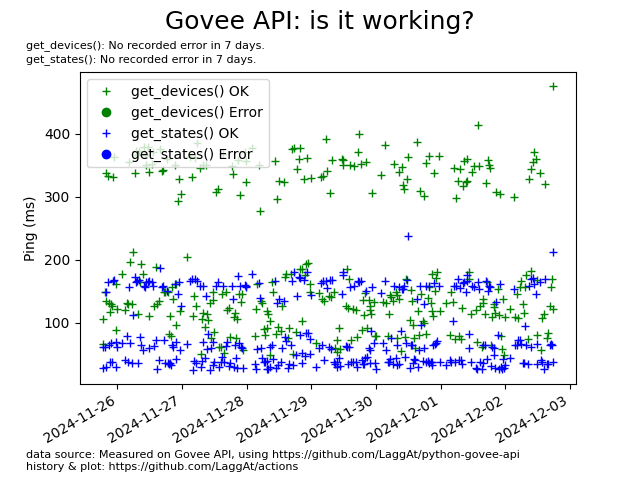 Govee API: is it working?
get_devices(): No recorded error in 7 days.
get_states(): No recorded error in 7 days.
get_devices() OK
get_devices() Error
get_states() OK
get_states() Error
Ping (ms)
400
300
200
100
2024-11-26
2024-11-27
2024-11-28
2024-11-29
2024-11-30
2024-12-01
2024-12-02
2024-12-03
data source: Measured on Govee API, using https://github.com/LaggAt/python-govee-api
history & plot: https://github.com/LaggAt/actions